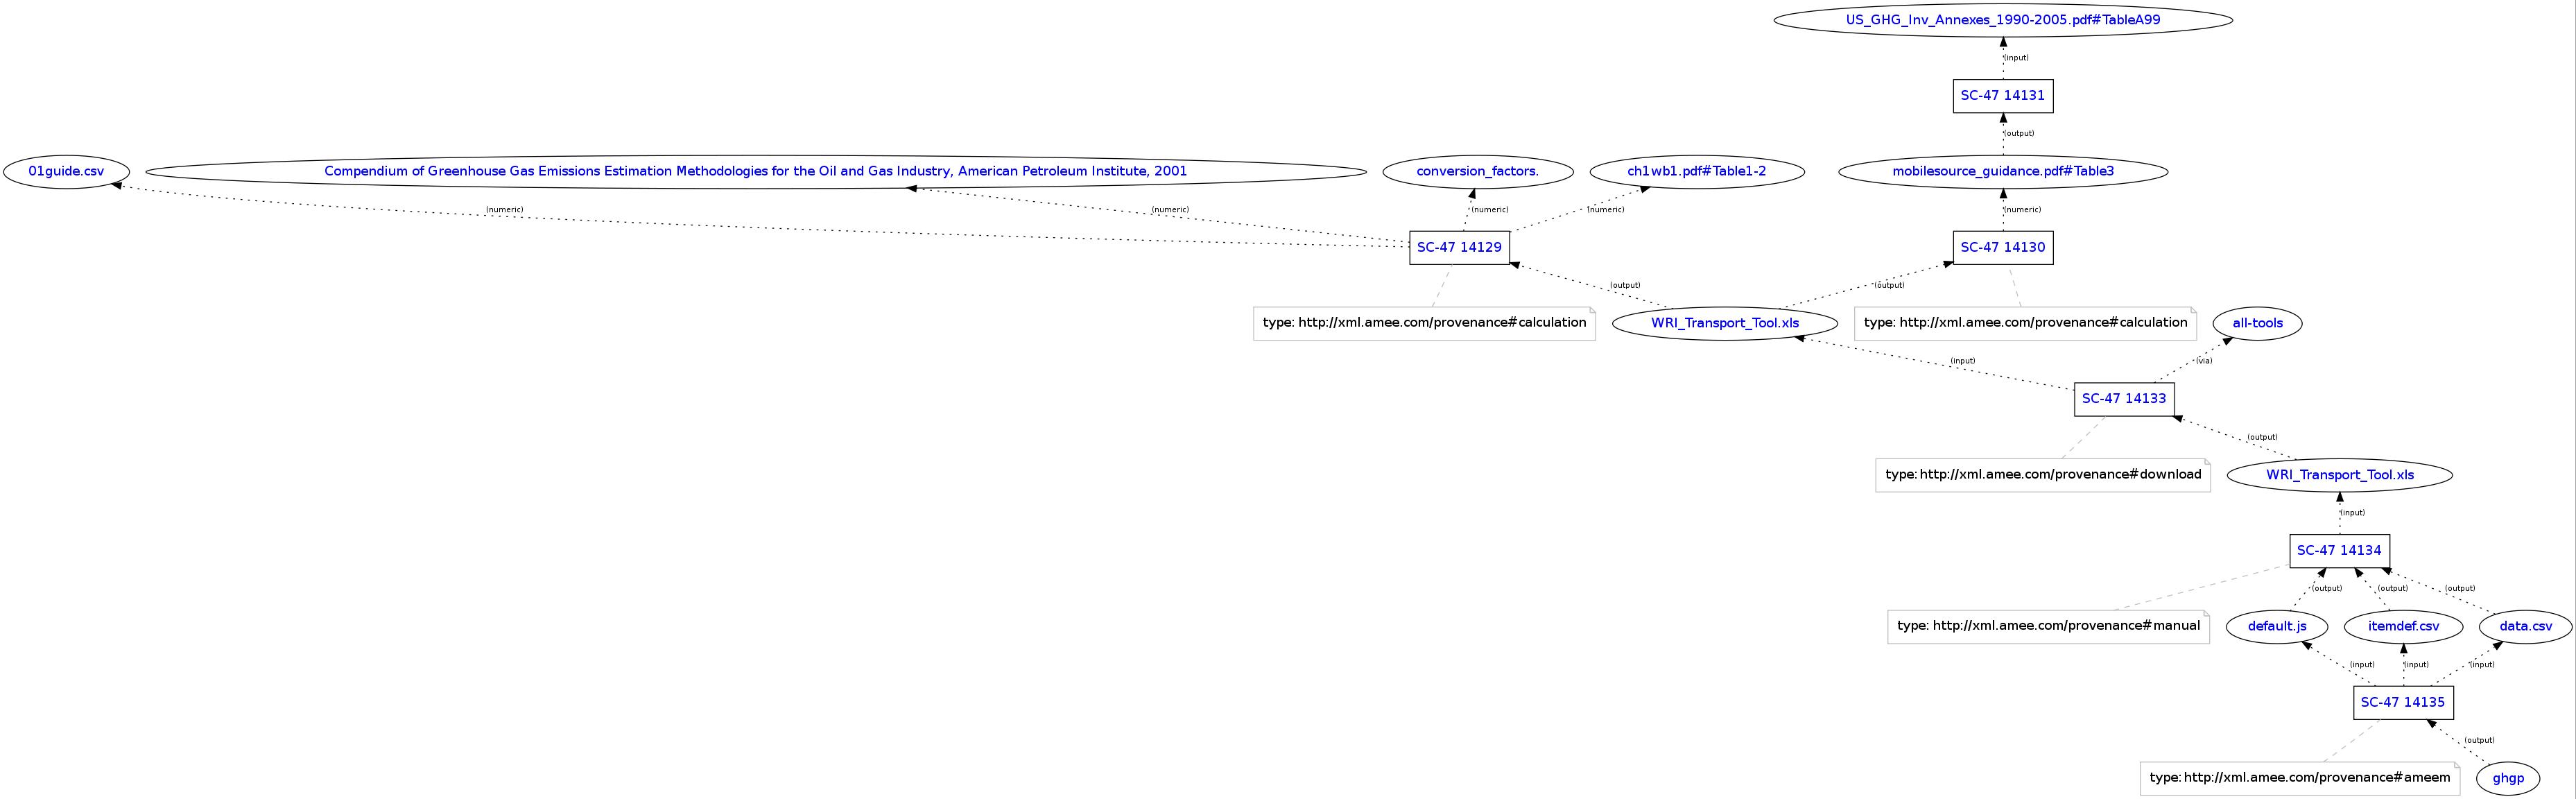 US_GHG_Inv_Annexes_1990-2005.pdf#TableA99
(input)
SC-47 14131
(output)
01guide.csv
Compendium of Greenhouse Gas Emissions Estimation Methodologies for the Oil and Gas Industry, American Petroleum Institute, 2001
conversion_factors.
ch1wb1.pdf#Table1-2
mobilesource_guidance.pdf#Table3
(numeric)
(numeric)
(numeric)
(numeric)
(numeric)
SC-47 14129
SC-47 14130
(output)
(output)
type: http://xml.amee.com/provenance#calculation
WRI_Transport_Tool.xls
type: http://xml.amee.com/provenance#calculation
all-tools
(input)
(via)
SC-47 14133
(output)
type: http://xml.amee.com/provenance#download
WRI_Transport_Tool.xls
(input)
SC-47 14134
(output)
(output)
(output)
type: http://xml.amee.com/provenance#manual
default.js
itemdef.csv
data.csv
(input)
(input)
(input)
SC-47 14135
(output)
type: http://xml.amee.com/provenance#ameem
ghgp